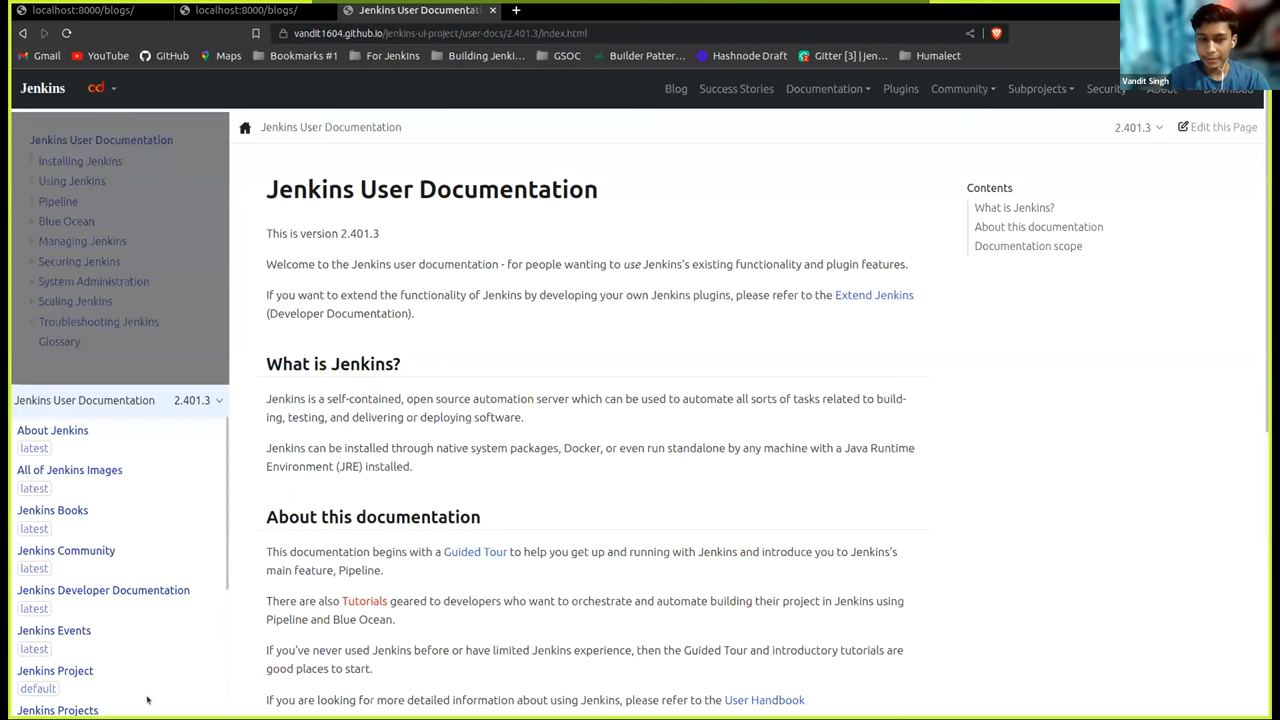 localhost:8000/blogs/
localhost:8000/blogs/
Jenkins User Documentat
vandit1604.github.io/jenkins-ui-project/user-docs/2.401.3/index.html
Gmail YouTube GitHub Maps Bookmarks #1 For Jenkins Building Jenki... GSOC Builder Patter... Hashnode Draft Gitter [3] | Jen... Humalect
Vandit Singh
Jenkins cd Blog Success Stories Documentation Plugins Community Subprojects Security About Download
Jenkins User Documentation
Installing Jenkins
Using Jenkins
Pipeline
Blue Ocean
Managing Jenkins
Securing Jenkins
System Administration
Scaling Jenkins
Troubleshooting Jenkins
Glossary
Jenkins User Documentation 2.401.3
About Jenkins
latest
All of Jenkins Images
latest
Jenkins Books
latest
Jenkins Community
latest
Jenkins Developer Documentation
latest
Jenkins Events
latest
Jenkins Project
default
Jenkins Projects
Jenkins User Documentation 2.401.3 Edit this Page
Jenkins User Documentation
This is version 2.401.3
Welcome to the Jenkins user documentation - for people wanting to use Jenkins's existing functionality and plugin features.
If you want to extend the functionality of Jenkins by developing your own Jenkins plugins, please refer to the Extend Jenkins
(Developer Documentation).
What is Jenkins?
Jenkins is a self-contained, open source automation server which can be used to automate all sorts of tasks related to build-
ing, testing, and delivering or deploying software.
Jenkins can be installed through native system packages, Docker, or even run standalone by any machine with a Java Runtime
Environment (JRE) installed.
About this documentation
This documentation begins with a Guided Tour to help you get up and running with Jenkins and introduce you to Jenkins's
main feature, Pipeline.
There are also Tutorials geared to developers who want to orchestrate and automate building their project in Jenkins using
Pipeline and Blue Ocean.
If you've never used Jenkins before or have limited Jenkins experience, then the Guided Tour and introductory tutorials are
good places to start.
If you are looking for more detailed information about using Jenkins, please refer to the User Handbook
Contents
What is Jenkins?
About this documentation
Documentation scope